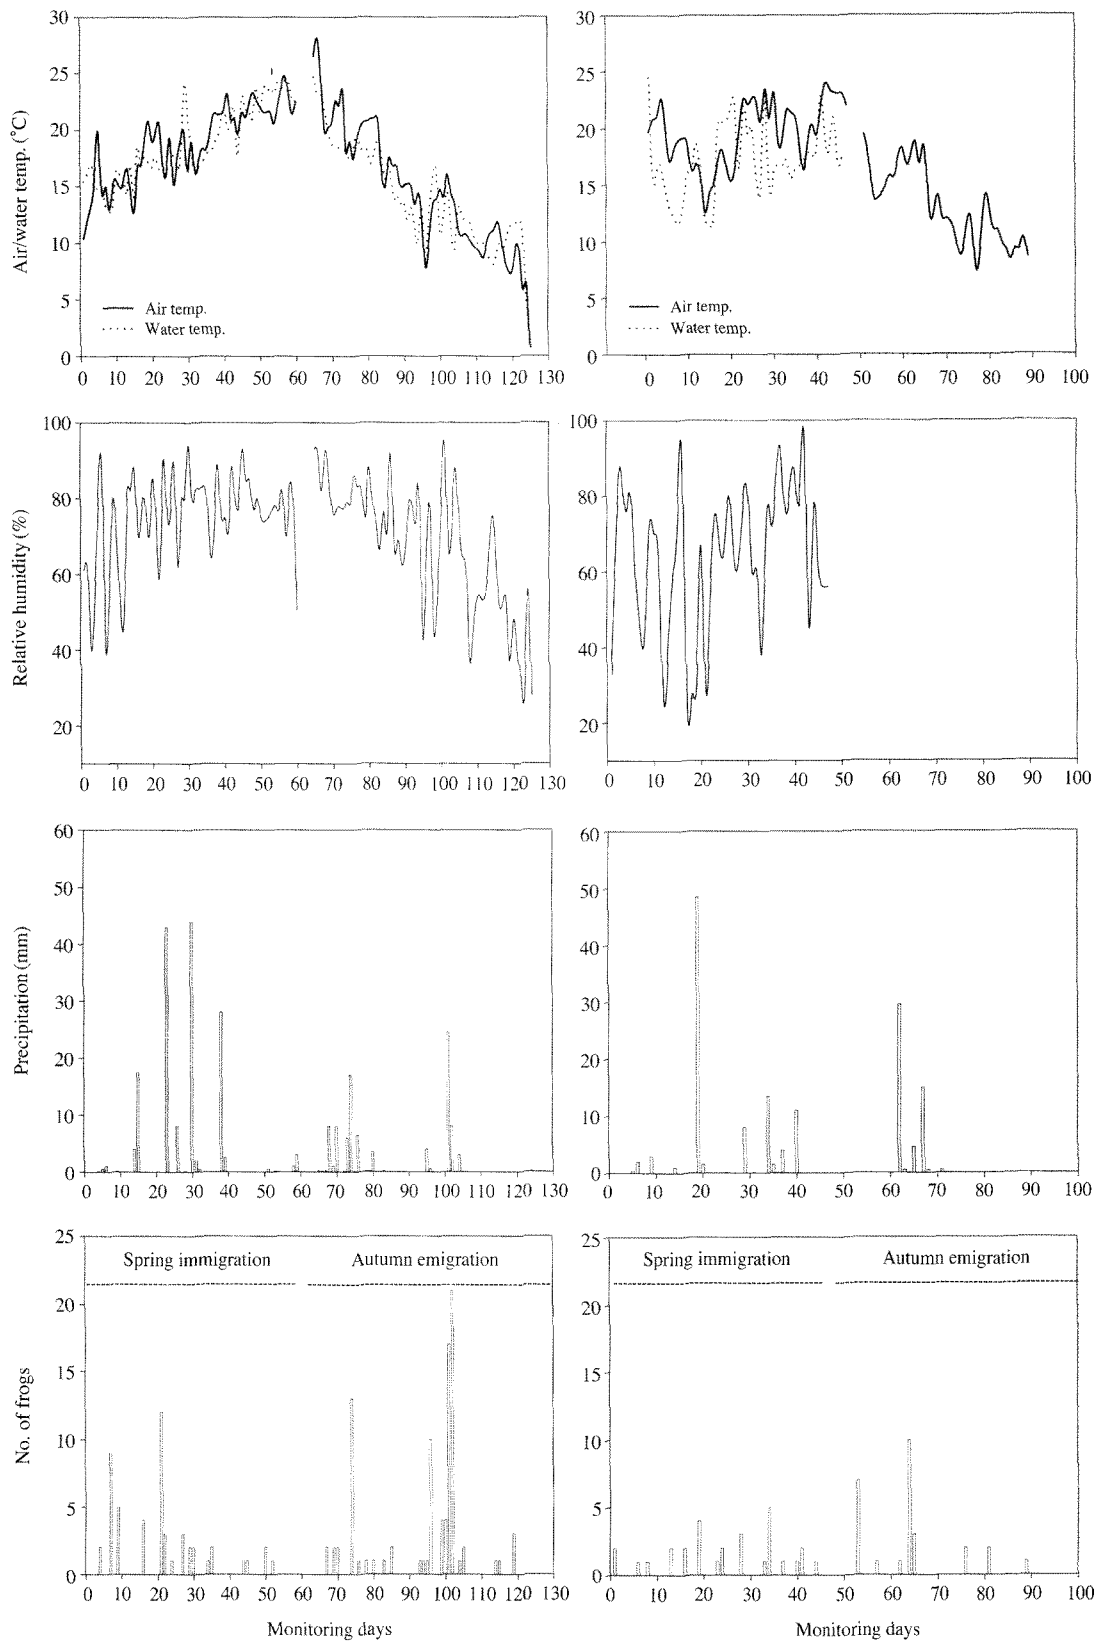 30 25 20 15 10 5 0
Air/water temp. (°C)
Air temp.
Water temp.
0 10 20 30 40 50 60 70 80 90 100 110 120 130
30 25 20 15 10 5 0
Air temp.
Water temp.
0 10 20 30 40 50 60 70 80 90 100
100 80 60 40 20
Relative humidity (%)
0 10 20 30 40 50 60 70 80 90 100 110 120 130
100 80 60 40 20
0 10 20 30 40 50 60 70 80 90 100
60 50 40 30 20 10 0
Precipitation (mm)
0 10 20 30 40 50 60 70 80 90 100 110 120 130
60 50 40 30 20 10 0
0 10 20 30 40 50 60 70 80 90 100
25 20 15 10 5 0
No. of frogs
Spring immigration Autumn emigration
0 10 20 30 40 50 60 70 80 90 100 110 120 130
Monitoring days
25 20 15 10 5 0
Spring immigration Autumn emigration
0 10 20 30 40 50 60 70 80 90 100
Monitoring days